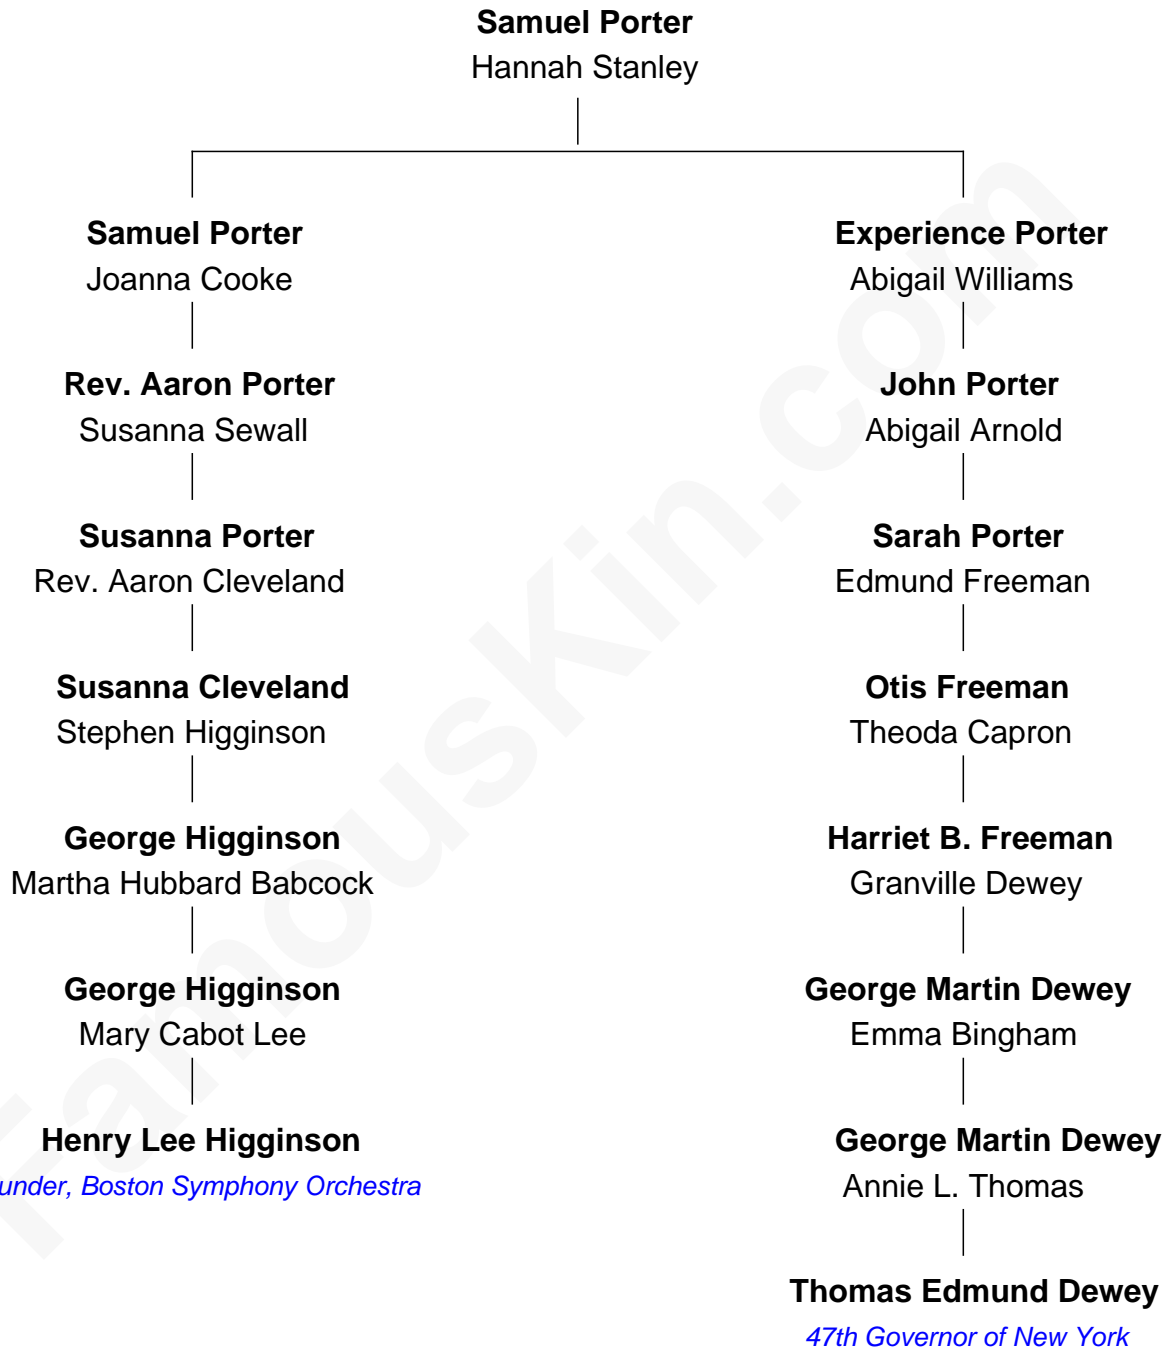 Samuel Porter
Hannah Stanley
Samuel Porter
Joanna Cooke
Rev. Aaron Porter
Susanna Sewall
Susanna Porter
Rev. Aaron Cleveland
Susanna Cleveland
Stephen Higginson
George Higginson
Martha Hubbard Babcock
George Higginson
Mary Cabot Lee
Henry Lee Higginson
under, Boston Symphony Orchestra
Experience Porter
Abigail Williams
John Porter
Abigail Arnold
Sarah Porter
Edmund Freeman
Otis Freeman
Theoda Capron
Harriet B. Freeman
Granville Dewey
George Martin Dewey
Emma Bingham
George Martin Dewey
Annie L. Thomas
Thomas Edmund Dewey
47th Governor of New York
FamousKin.com